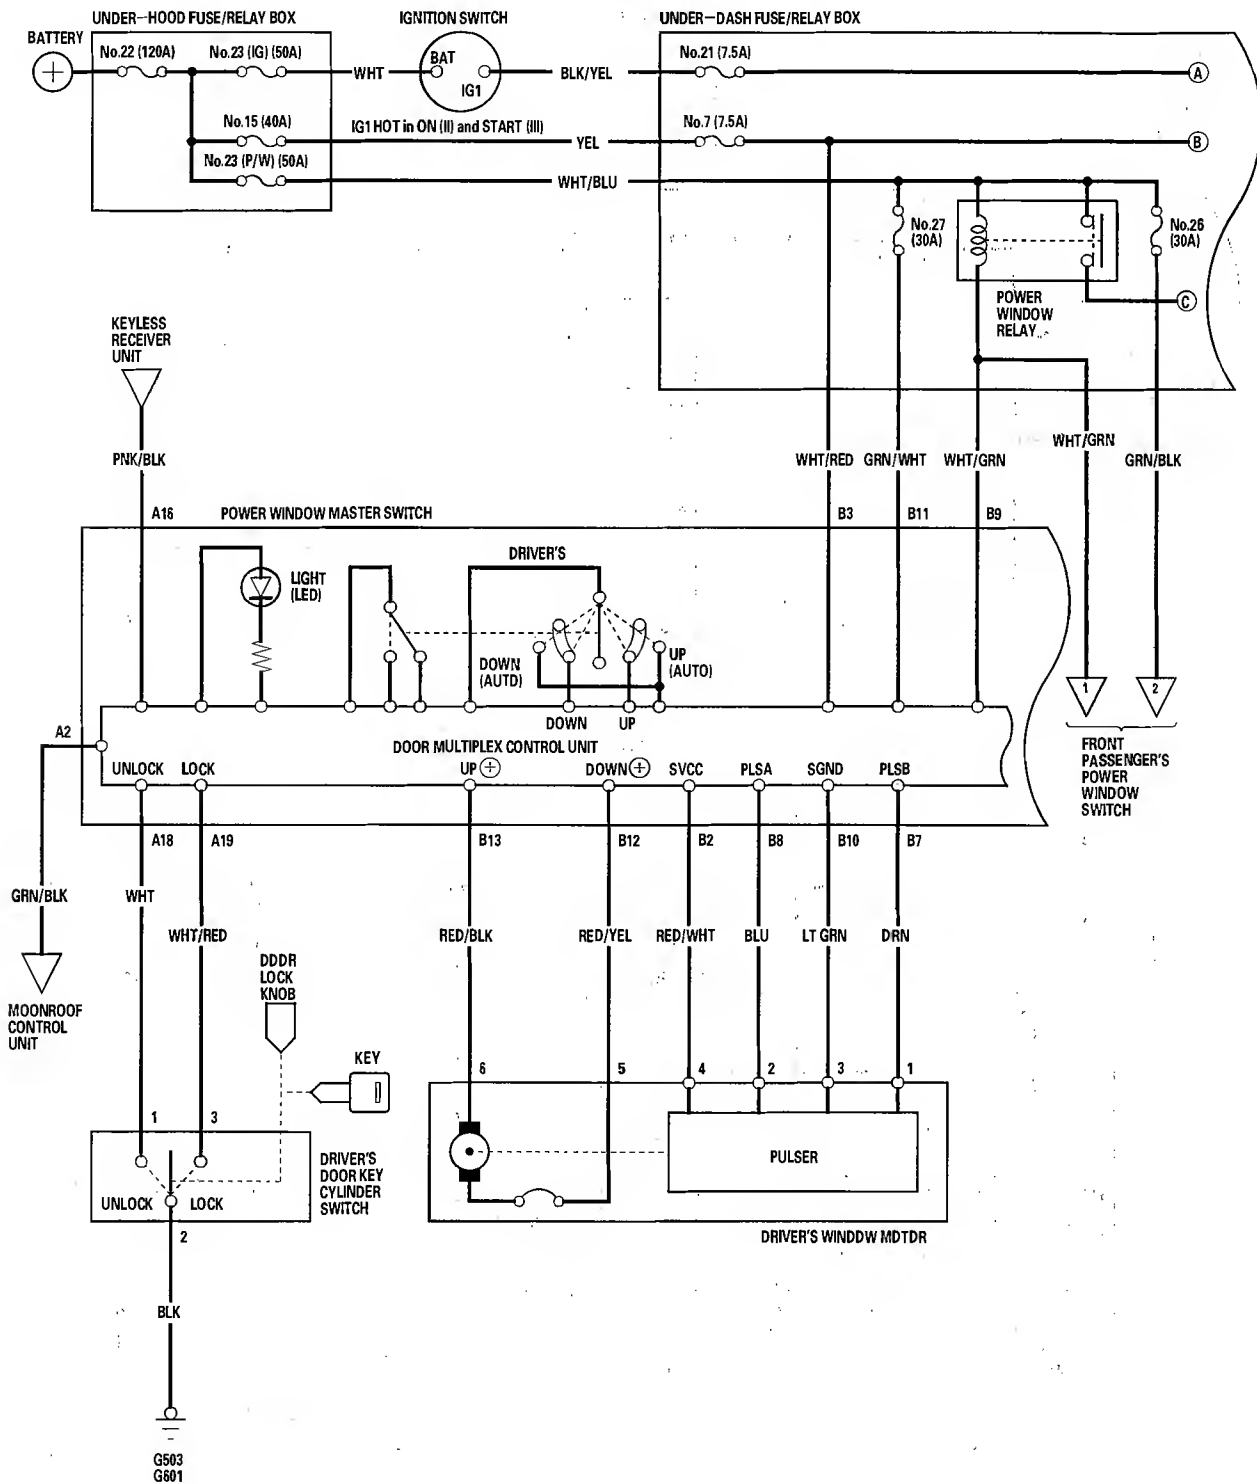 UNDER-HOOD FUSE/RELAY BOX
IGNITION SWITCH
UNDER-DASH FUSE/RELAY BOX
BATTERY
No.22 (120A)
No.23 (IG) (50A)
No.21 (7.5A)
BAT
WHT
BLK/YEL
A
IG1
No.15 (40A)
IG1 HOT in ON (II) and START (III)
No.7 (7.5A)
YEL
B
No.23 (P/W) (50A)
WHT/BLU
No.27
(30A)
No.26
(30A)
POWER
WINDOW
RELAY
C
KEYLESS
RECEIVER
UNIT
PNK/BLK
WHT/RED
GRN/WHT
WHT/GRN
WHT/GRN
GRN/BLK
A16
POWER WINDOW MASTER SWITCH
B3
B11
B9
LIGHT
(LED)
DRIVER'S
DOWN
(AUTD)
UP
(AUTO)
1
2
DOWN
UP
A2
DOOR MULTIPLEX CONTROL UNIT
FRONT
PASSENGER'S
POWER
WINDOW
SWITCH
UNLOCK
LOCK
UP +
DOWN +
SVCC
PLSA
SGND
PLSB
A18
A19
B13
B12
B2
B8
B10
B7
GRN/BLK
WHT
WHT/RED
RED/BLK
RED/YEL
RED/WHT
BLU
LT GRN
DRN
MOONROOF
CONTROL
UNIT
DDDR
LOCK
KNOB
KEY
6
5
4
2
3
1
1
3
DRIVER'S
DOOR KEY
CYLINDER
SWITCH
UNLOCK
LOCK
PULSER
2
DRIVER'S WINDDW MDTDR
BLK
G503
G601